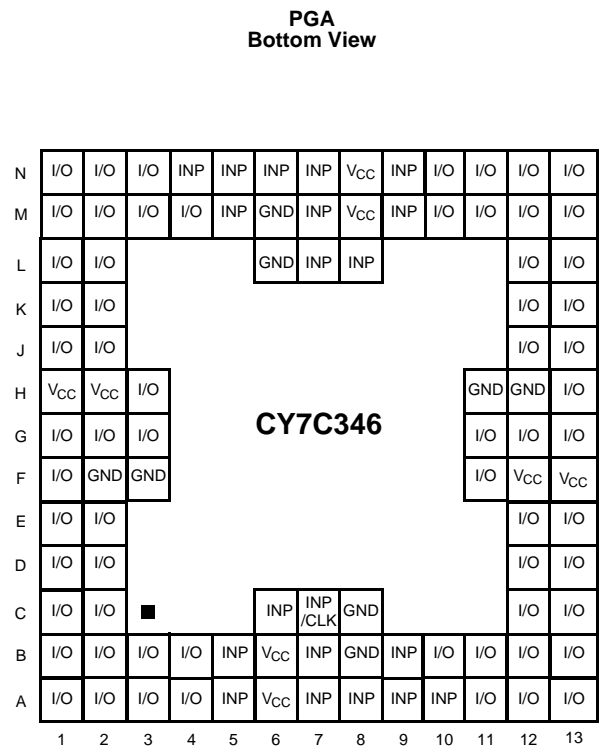 PGA
Bottom View
N I/O I/O I/O INP INP INP INP VCC INP I/O I/O I/O I/O
M I/O I/O I/O I/O INP GND INP VCC INP I/O I/O I/O I/O
L I/O I/O GND INP INP I/O I/O
K I/O I/O I/O I/O
J I/O I/O I/O I/O
H VCC VCC I/O GND GND I/O
CY7C346
G I/O I/O I/O I/O I/O I/O
F I/O GND GND I/O VCC VCC
E I/O I/O I/O I/O
D I/O I/O I/O I/O
C I/O I/O INP INP /CLK GND I/O I/O
B I/O I/O I/O I/O INP VCC INP GND INP I/O I/O I/O I/O
A I/O I/O I/O I/O INP VCC INP INP INP INP I/O I/O I/O
1 2 3 4 5 6 7 8 9 10 11 12 13